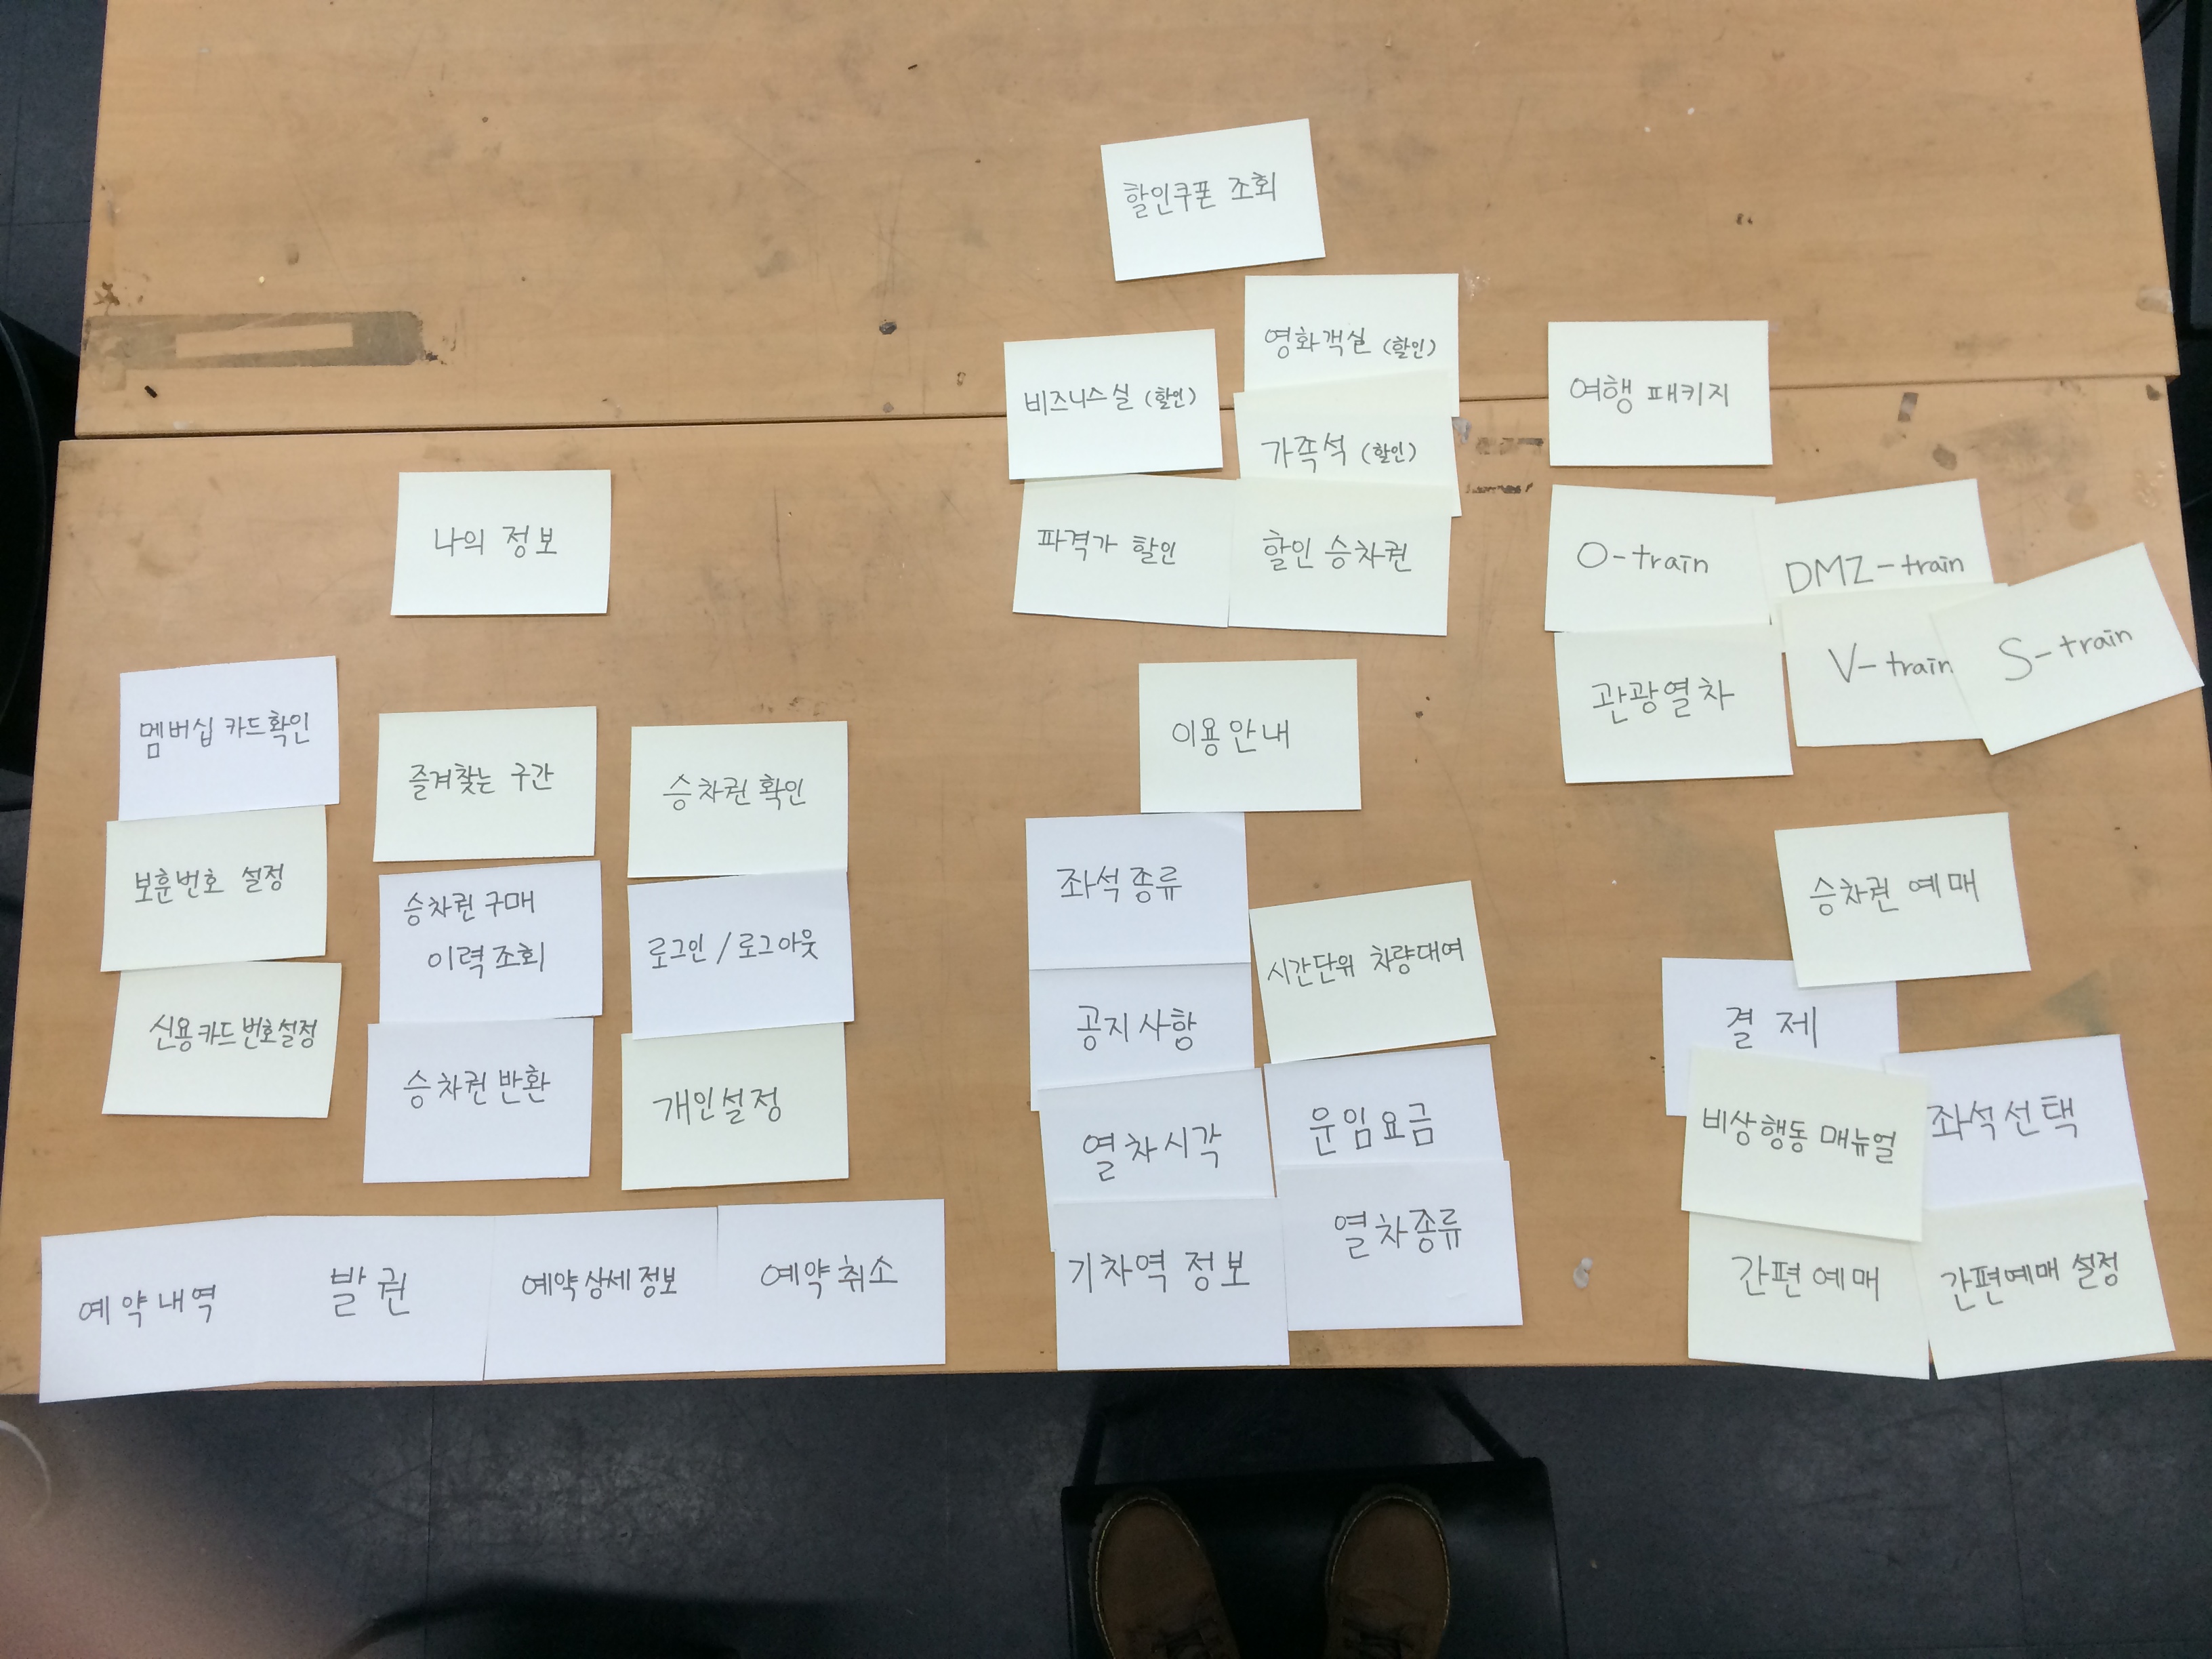 할인쿠폰 조회
영화객실 (할인)
비즈니스실 (할인)
가족석 (할인)
파격가 할인
할인 승차권
여행 패키지
O-train
DMZ-train
V-train
S-train
관광열차
나의 정보
멤버십 카드확인
보훈번호 설정
신용카드 번호설정
즐겨찾는 구간
승차권 구매
이력조회
승차권 반환
승차권 확인
로그인 / 로그아웃
개인설정
예약내역
발권
예약상세정보
예약취소
이용안내
좌석종류
공지사항
열차시각
기차역 정보
시간단위 차량대여
운임요금
열차종류
승차권 예매
결제
비상행동 매뉴얼
좌석선택
간편예매
간편예매 설정